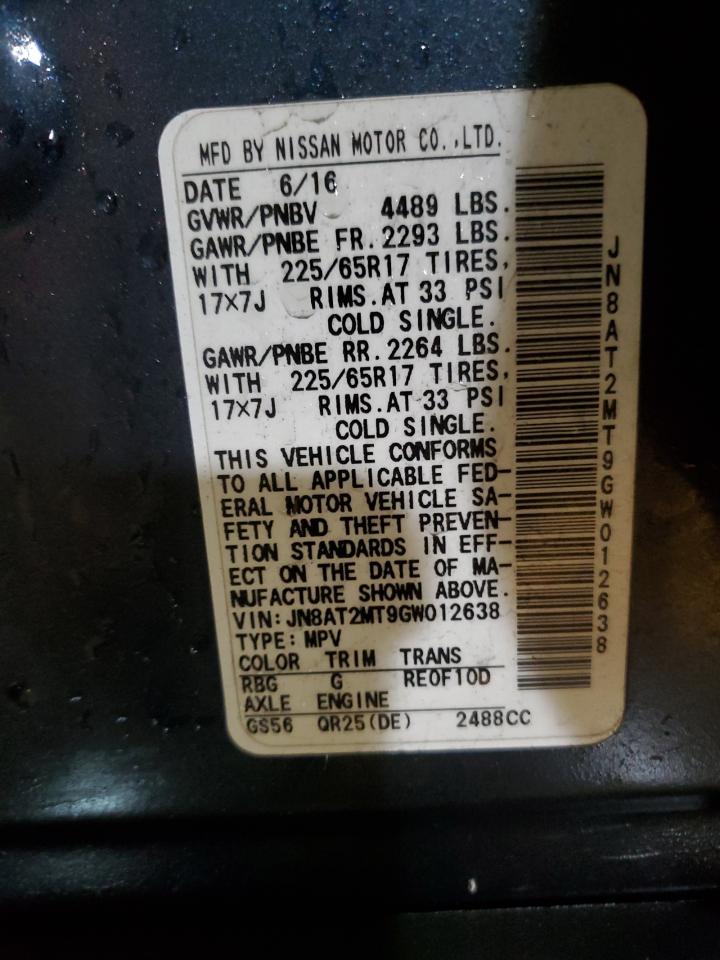 MFD BY NISSAN MOTOR CO.,LTD.
DATE 6/16
GVWR/PNBV 4489 LBS.
GAWR/PNBE FR.2293 LBS.
WITH 225/65R17 TIRES,
17X7J RIMS.AT 33 PSI
COLD SINGLE.
GAWR/PNBE RR.2264 LBS.
WITH 225/65R17 TIRES,
17X7J RIMS.AT 33 PSI
COLD SINGLE.
THIS VEHICLE CONFORMS
TO ALL APPLICABLE FED-
ERAL MOTOR VEHICLE SA-
FETY AND THEFT PREVEN-
TION STANDARDS IN EFF-
ECT ON THE DATE OF MA-
NUFACTURE SHOWN ABOVE.
VIN:JN8AT2MT9GW012638
TYPE:MPV
COLOR TRIM TRANS
RBG G RE0F10D
AXLE ENGINE
GS56 QR25(DE) 2488CC
JN8AT2MT9GW012638